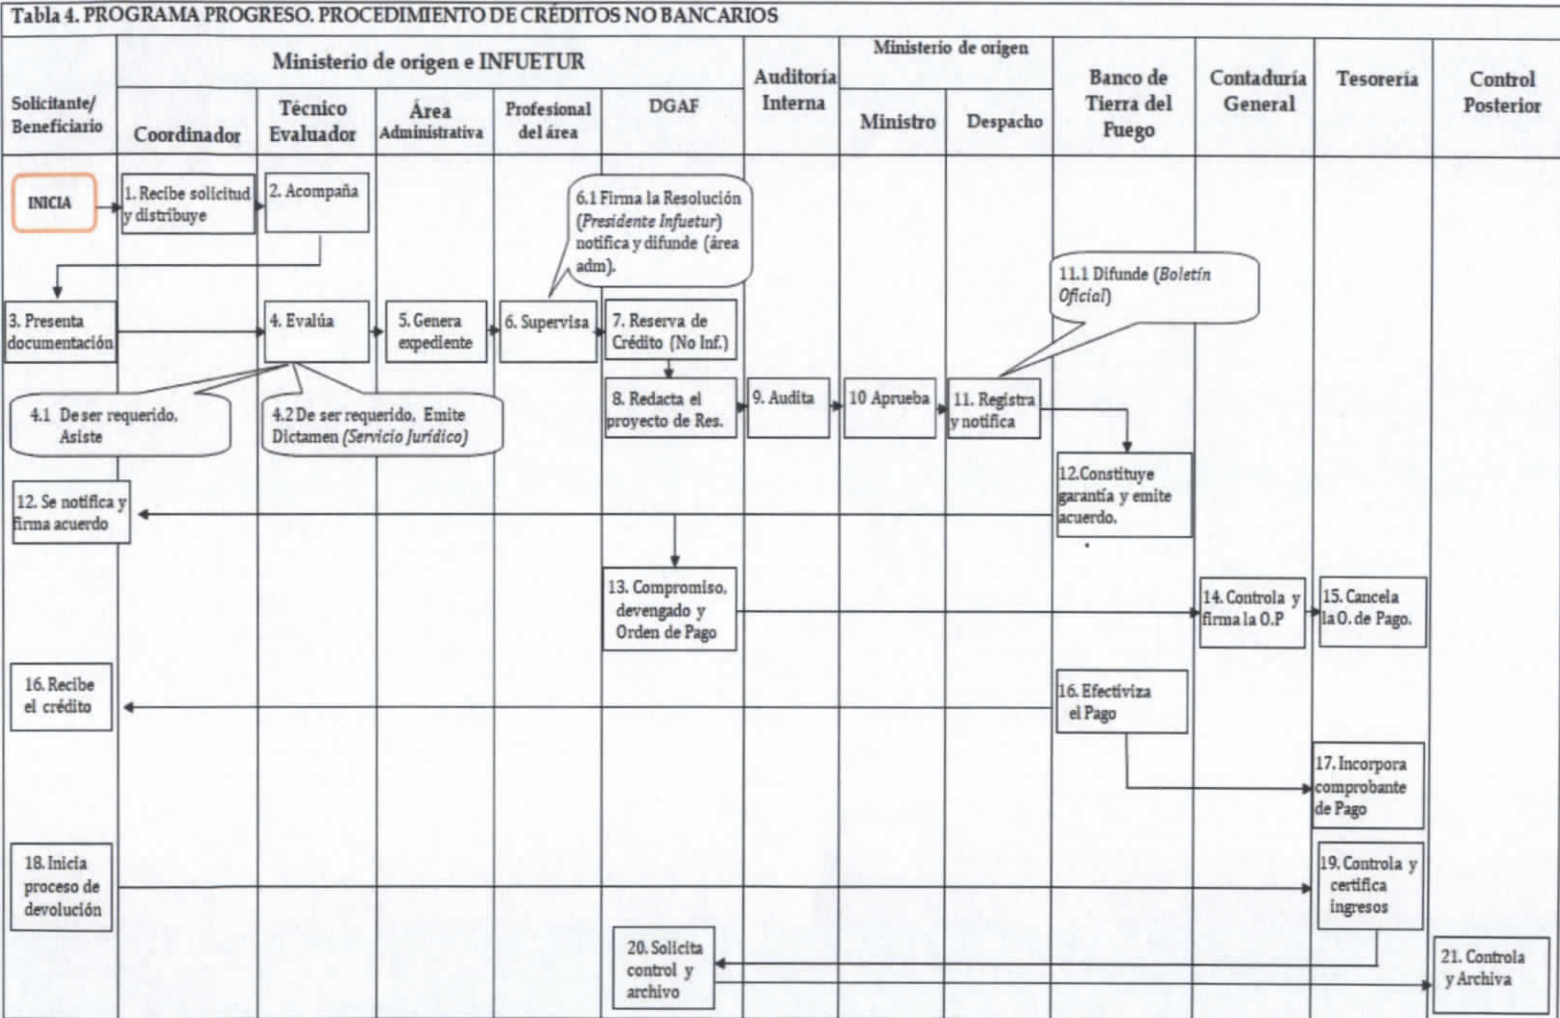 Tabla 4. PROGRAMA PROGRESO. PROCEDIMIENTO DE CRÉDITOS NO BANCARIOS
Solicitante/
Beneficiario
Ministerio de origen e INFUETUR
Coordinador
Técnico
Evaluador
Área
Administrativa
Profesional
del área
DGAF
Auditoría
Interna
Ministerio de origen
Ministro
Despacho
Banco de
Tierra del
Fuego
Contaduría
General
Tesorería
Control
Posterior
INICIA
1. Recibe solicitud
y distribuye
2. Acompaña
6.1 Firma la Resolución
(Presidente Infuetur)
notifica y difunde (área
adm).
11.1 Difunde (Boletín
Oficial)
3. Presenta
documentación
4. Evalúa
5. Genera
expediente
6. Supervisa
7. Reserva de
Crédito (No Inf.)
4.1 De ser requerido,
Asiste
4.2 De ser requerido, Emite
Dictamen (Servicio Jurídico)
8. Redacta el
proyecto de Res.
9. Audita
10 Aprueba
11. Registra
y notifica
12. Se notifica y
firma acuerdo
12.Constituye
garantía y emite
acuerdo.
13. Compromiso,
devengado y
Orden de Pago
14. Controla y
firma la O.P
15. Cancela
la O. de Pago.
16. Recibe
el crédito
16. Efectiviza
el Pago
17. Incorpora
comprobante
de Pago
18. Inicia
proceso de
devolución
19. Controla y
certifica
ingresos
20. Solicita
control y
archivo
21. Controla
y Archiva